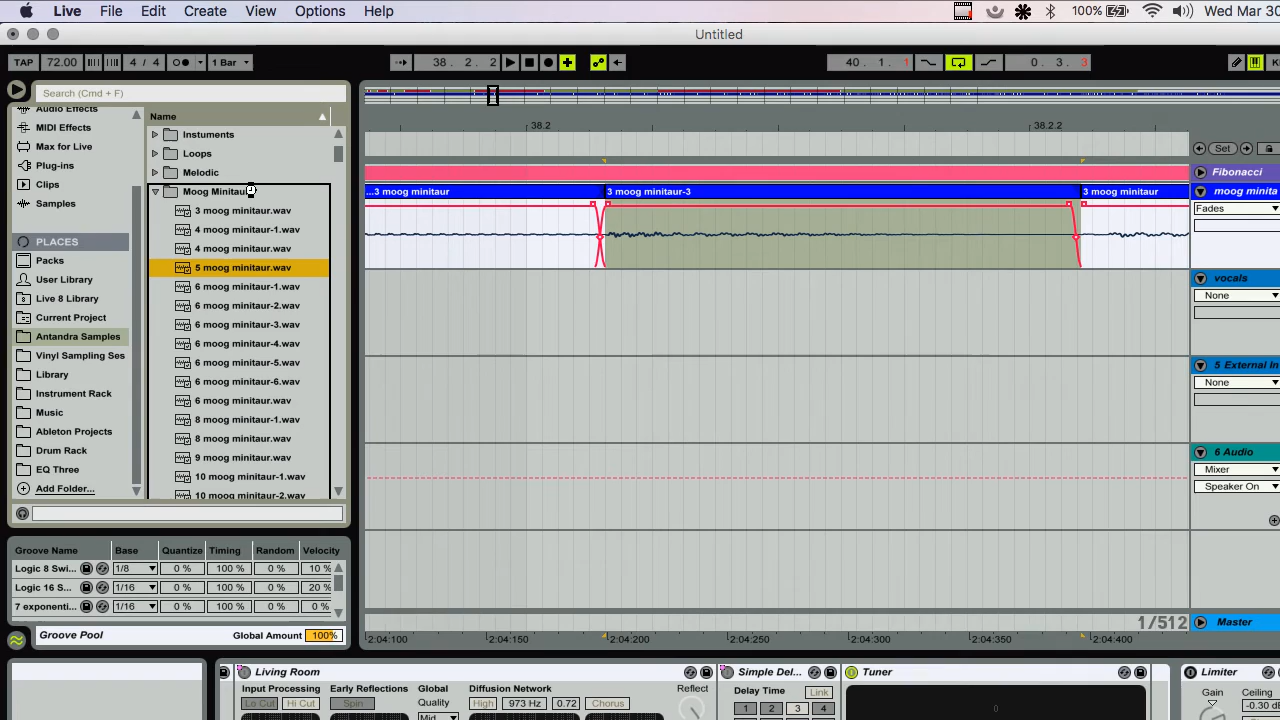 Live File Edit Create View Options Help 100% Wed Mar 30
Untitled
TAP 72.00 4 / 4 1 Bar 38. 2. 2 40. 1. 1 0. 3. 3
Search (Cmd + F)
Audio Effects
MIDI Effects
Max for Live
Plug-ins
Clips
Samples
PLACES
Packs
User Library
Live 8 Library
Current Project
Antandra Samples
Vinyl Sampling Ses
Library
Instrument Rack
Music
Ableton Projects
Drum Rack
EQ Three
Add Folder...
Name
Instuments
Loops
Melodic
Moog Minitaur
3 moog minitaur.wav
4 moog minitaur-1.wav
4 moog minitaur.wav
5 moog minitaur.wav
6 moog minitaur-1.wav
6 moog minitaur-2.wav
6 moog minitaur-3.wav
6 moog minitaur-4.wav
6 moog minitaur-5.wav
6 moog minitaur-6.wav
6 moog minitaur.wav
8 moog minitaur-1.wav
8 moog minitaur.wav
9 moog minitaur.wav
10 moog minitaur-1.wav
10 moog minitaur-2.wav
38.2 38.2.2
Set
...3 moog minitaur 3 moog minitaur-3 3 moog minitaur
Fibonacci
moog minita
Fades
vocals
None
5 External In
None
6 Audio
Mixer
Speaker On
1/512
Master
2:04:100 2:04:150 2:04:200 2:04:250 2:04:300 2:04:350 2:04:400
Groove Name Base Quantize Timing Random Velocity
Logic 8 Swi... 1/8 0 % 100 % 0 % 10 %
Logic 16 S... 1/16 0 % 100 % 0 % 20 %
7 exponenti... 1/16 0 % 100 % 0 % 0 %
Groove Pool Global Amount 100%
Living Room
Input Processing Early Reflections Global Diffusion Network Reflect
Lo Cut Hi Cut Spin Quality High 973 Hz 0.72 Chorus
Mid
Simple Del...
Delay Time Link
1 2 3 4
Tuner
0
Limiter
Gain Ceiling
-0.30 d